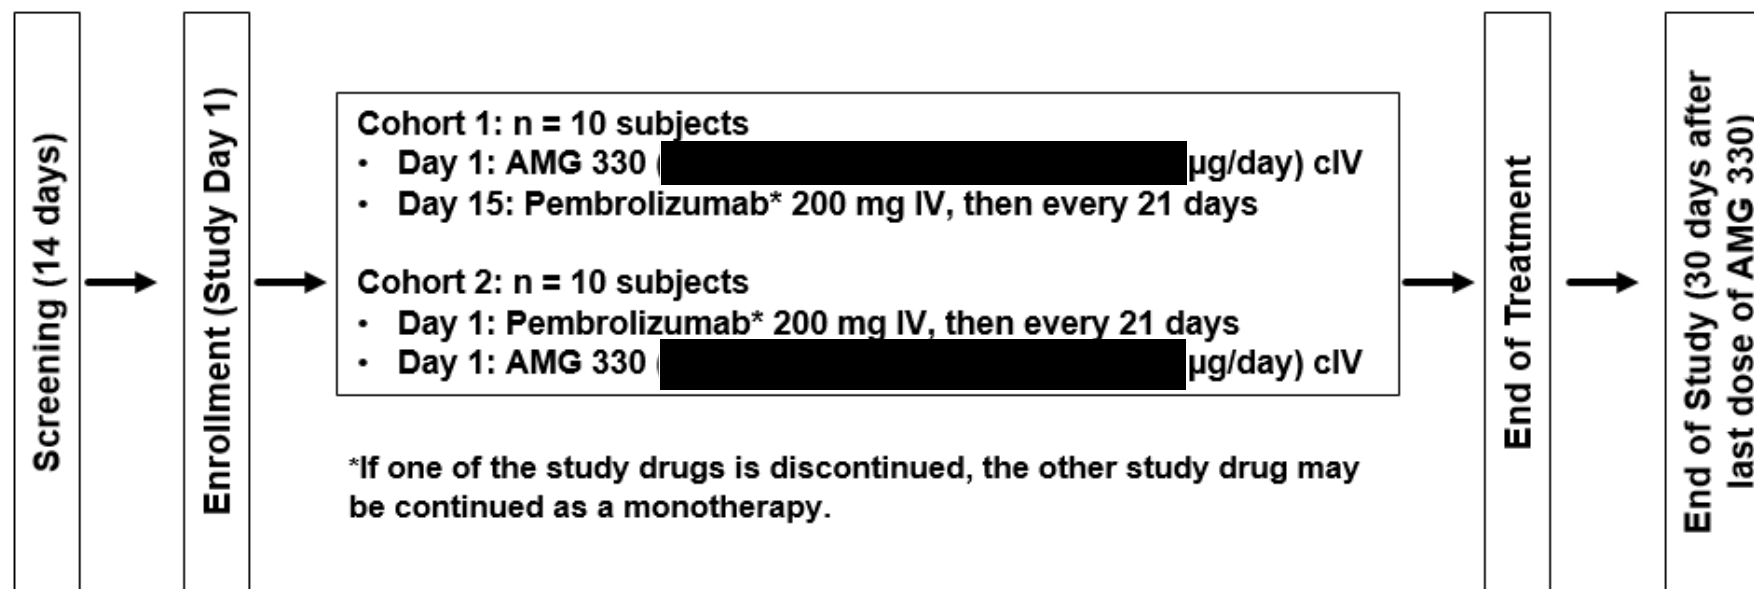 Screening (14 days)
Enrollment (Study Day 1)
Cohort 1: n = 10 subjects
• Day 1: AMG 330 ( µg/day) cIV
• Day 15: Pembrolizumab* 200 mg IV, then every 21 days
Cohort 2: n = 10 subjects
• Day 1: Pembrolizumab* 200 mg IV, then every 21 days
• Day 1: AMG 330 ( µg/day) cIV
*If one of the study drugs is discontinued, the other study drug may
be continued as a monotherapy.
End of Treatment
End of Study (30 days after
last dose of AMG 330)